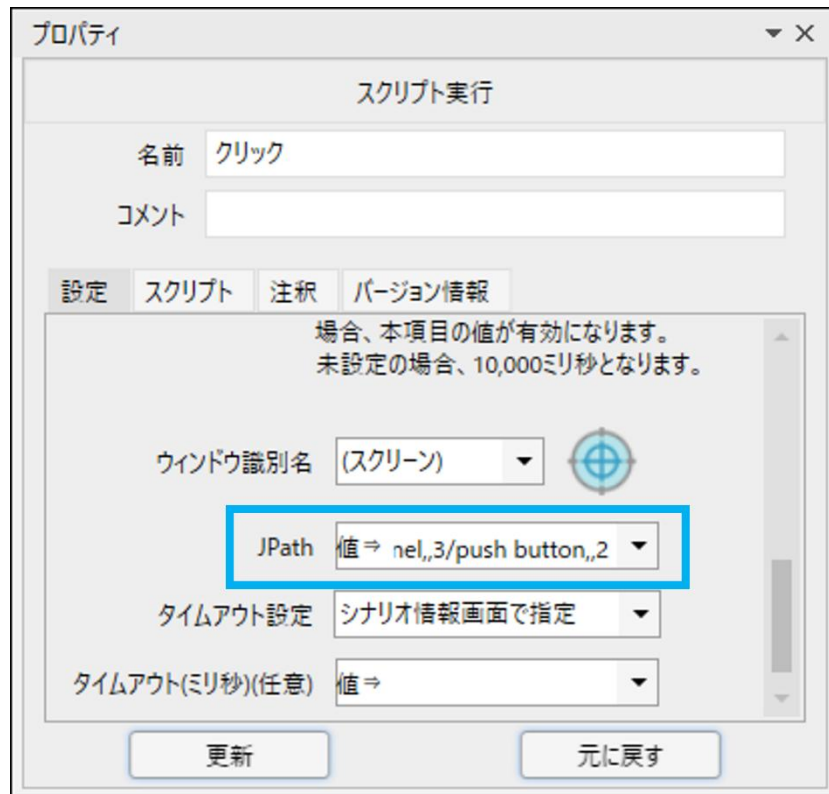 プロパティ
スクリプト実行
名前 クリック
コメント
設定 スクリプト 注釈 バージョン情報
場合、本項目の値が有効になります。
未設定の場合、10,000ミリ秒となります。
ウィンドウ識別名 (スクリーン)
JPath 値⇒ nel,,3/push button,,2
タイムアウト設定 シナリオ情報画面で指定
タイムアウト(ミリ秒)(任意) 値⇒
更新 元に戻す